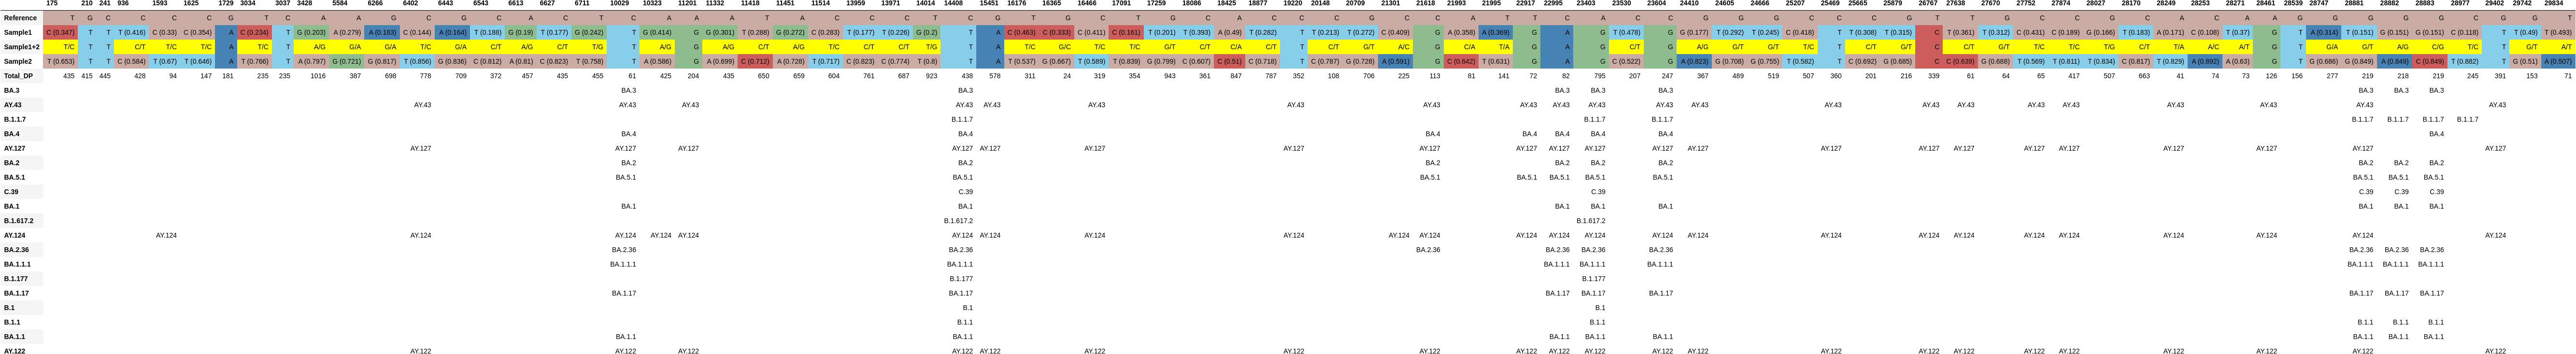 175 210 241 936 1593 1625 1729 3034 3037 3428 5584 6266 6402 6443 6543 6613 6627 6711 10029 10323 11201 11332 11418 11451 11514 13959 13971 14014 14408 15451 16176 16365 16466 17091 17259 18086 18425 18877 19220 20148 20709 21301 21618 21993 21995 22917 22995 23403 23530 23604 24410 24605 24666 25207 25469 25665 25879 26767 27638 27670 27752 27874 28027 28170 28249 28253 28271 28461 28539 28747 28881 28882 28883 28977 29402 29742 29834
Reference T G C C C C G T C A A G C G C A C T C A A A T A C C C T C G T G C T G C A C C C G C C A T T C A
Sample1 C (0.347) T T T (0.416) C (0.33) C (0.354) A C (0.234) T G (0.203) A (0.279) A (0.183) C (0.144) A (0.164) T (0.188) G (0.19) T (0.177) G (0.242) T G (0.414) G G (0.301) T (0.288) G (0.272) C (0.283) T (0.177) T (0.226) G (0.2) T A C (0.463) C (0.333) C (0.411) C (0.161) T (0.201) T (0.393) A (0.49) T (0.282) T T (0.213) T (0.272) C (0.409) G A (0.358) A (0.369) G A G T (0.478) G G (0.177) T (0.292) T (0.245) C (0.418) T T (0.308) T (0.315) C T (0.361) T (0.312) C (0.431) C (0.189) G (0.166) T (0.183) A (0.171) C (0.108) T (0.37) G T A (0.314) T (0.151) G (0.151) G (0.151) C (0.118) T T (0.49) T (0.493)
Sample1+2 T/C T T C/T T/C T/C A T/C T A/G A/G G/A T/C G/A C/T A/G C/T T/G T A/G G A/G C/T A/G T/C C/T C/T T/G T A T/C G/C T/C T/C G/T C/T C/A C/T T C/T G/T A/C G C/A T/A G A G C/T G A/G G/T G/T T/C T C/T G/T C C/T G/T T/C T/C T/G C/T T/A A/C A/T G T G/A G/T A/G C/G T/C T G/T A/T
Sample2 T (0.653) T T C (0.584) T (0.67) T (0.646) A T (0.766) T A (0.797) G (0.721) G (0.817) T (0.856) G (0.836) C (0.812) A (0.81) C (0.823) T (0.758) T A (0.586) G A (0.699) C (0.712) A (0.728) T (0.717) C (0.823) C (0.774) T (0.8) T A T (0.537) G (0.667) T (0.589) T (0.839) G (0.799) C (0.607) C (0.51) C (0.718) T C (0.787) G (0.728) A (0.591) G C (0.642) T (0.631) G A G C (0.522) G A (0.823) G (0.708) G (0.755) T (0.582) T C (0.692) G (0.685) C C (0.639) G (0.688) T (0.569) T (0.811) T (0.834) C (0.817) T (0.829) A (0.892) A (0.63) G T G (0.686) G (0.849) A (0.849) C (0.849) T (0.882) T G (0.51) A (0.507)
Total_DP 435 415 445 428 94 147 181 235 235 1016 387 698 778 709 372 457 435 455 61 425 204 435 650 659 604 761 687 923 438 578 311 24 319 431 108 641 847 787 352 108 706 225 113 81 141 72 82 795 207 247 367 489 519 507 360 201 216 339 61 64 65 417 507 663 41 74 73 126 156 277 219 218 219 245 391 153 71
BA.3 BA.3 BA.3 BA.3 BA.3 BA.3 BA.3 BA.3 BA.3
AY.43 AY.43 AY.43 AY.43 AY.43 AY.43 AY.43 AY.43 AY.43 AY.43 AY.43 AY.43 AY.43 AY.43 AY.43 AY.43 AY.43 AY.43 AY.43 AY.43 AY.43 AY.43 AY.43
B.1.1.7 B.1.1.7 B.1.1.7 B.1.1.7 B.1.1.7 B.1.1.7 B.1.1.7 B.1.1.7
BA.4 BA.4 BA.4 BA.4 BA.4 BA.4 BA.4 BA.4 BA.4
AY.127 AY.127 AY.127 AY.127 AY.127 AY.127 AY.127 AY.127 AY.127 AY.127 AY.127 AY.127 AY.127 AY.127 AY.127 AY.127 AY.127 AY.127 AY.127 AY.127 AY.127 AY.127 AY.127
BA.2 BA.2 BA.2 BA.2 BA.2 BA.2 BA.2 BA.2 BA.2 BA.2
BA.5.1 BA.5.1 BA.5.1 BA.5.1 BA.5.1 BA.5.1 BA.5.1 BA.5.1 BA.5.1 BA.5.1 BA.5.1
C.39 C.39 C.39 C.39 C.39 C.39
BA.1 BA.1 BA.1 BA.1 BA.1 BA.1 BA.1 BA.1 BA.1
B.1.617.2 B.1.617.2 B.1.617.2
AY.124 AY.124 AY.124 AY.124 AY.124 AY.124 AY.124 AY.124 AY.124 AY.124 AY.124 AY.124 AY.124 AY.124 AY.124 AY.124 AY.124 AY.124 AY.124 AY.124 AY.124 AY.124 AY.124 AY.124 AY.124 AY.124
BA.2.36 BA.2.36 BA.2.36 BA.2.36 BA.2.36 BA.2.36 BA.2.36 BA.2.36 BA.2.36 BA.2.36
BA.1.1.1 BA.1.1.1 BA.1.1.1 BA.1.1.1 BA.1.1.1 BA.1.1.1 BA.1.1.1 BA.1.1.1 BA.1.1.1
B.1.177 B.1.177 B.1.177
BA.1.17 BA.1.17 BA.1.17 BA.1.17 BA.1.17 BA.1.17 BA.1.17 BA.1.17 BA.1.17
B.1 B.1 B.1
B.1.1 B.1.1 B.1.1 B.1.1 B.1.1 B.1.1
BA.1.1 BA.1.1 BA.1.1 BA.1.1 BA.1.1 BA.1.1 BA.1.1 BA.1.1 BA.1.1
AY.122 AY.122 AY.122 AY.122 AY.122 AY.122 AY.122 AY.122 AY.122 AY.122 AY.122 AY.122 AY.122 AY.122 AY.122 AY.122 AY.122 AY.122 AY.122 AY.122 AY.122 AY.122 AY.122